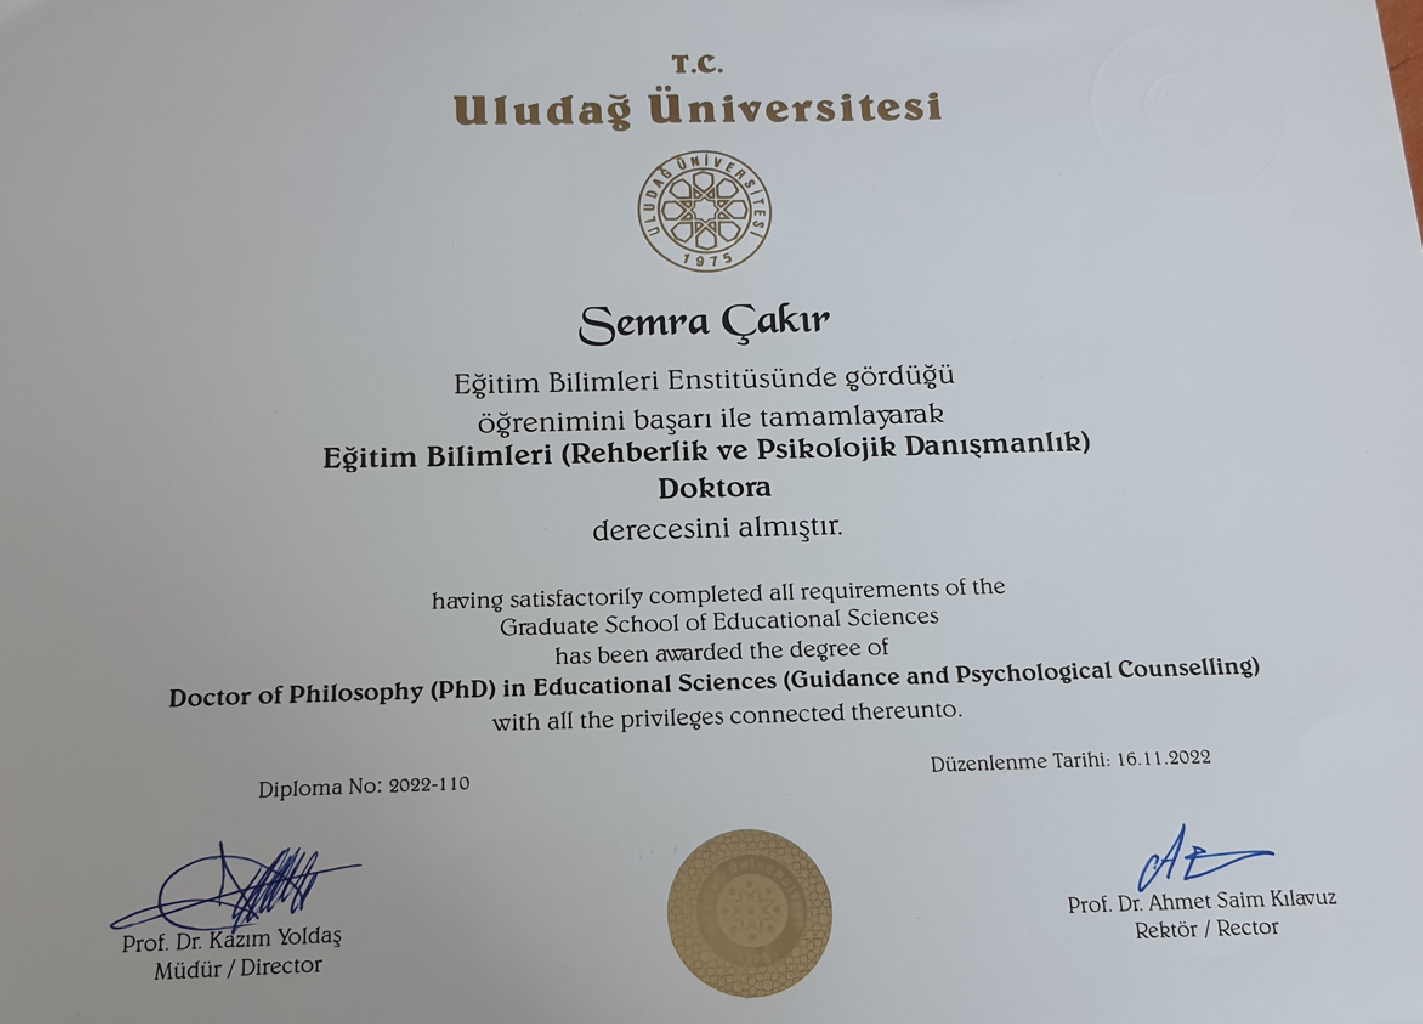 T.C.
Uludağ Üniversitesi
ULUDAĞ ÜNİVERSİTESİ
1975
Semra Çakır
Eğitim Bilimleri Enstitüsünde gördüğü
öğrenimini başarı ile tamamlayarak
Eğitim Bilimleri (Rehberlik ve Psikolojik Danışmanlık)
Doktora
derecesini almıştır.
having satisfactorily completed all requirements of the
Graduate School of Educational Sciences
has been awarded the degree of
Doctor of Philosophy (PhD) in Educational Sciences (Guidance and Psychological Counselling)
with all the privileges connected thereunto.
Düzenlenme Tarihi: 16.11.2022
Diploma No: 2022-110
Prof. Dr. Kazım Yoldaş
Müdür / Director
Prof. Dr. Ahmet Saim Kılavuz
Rektör / Rector